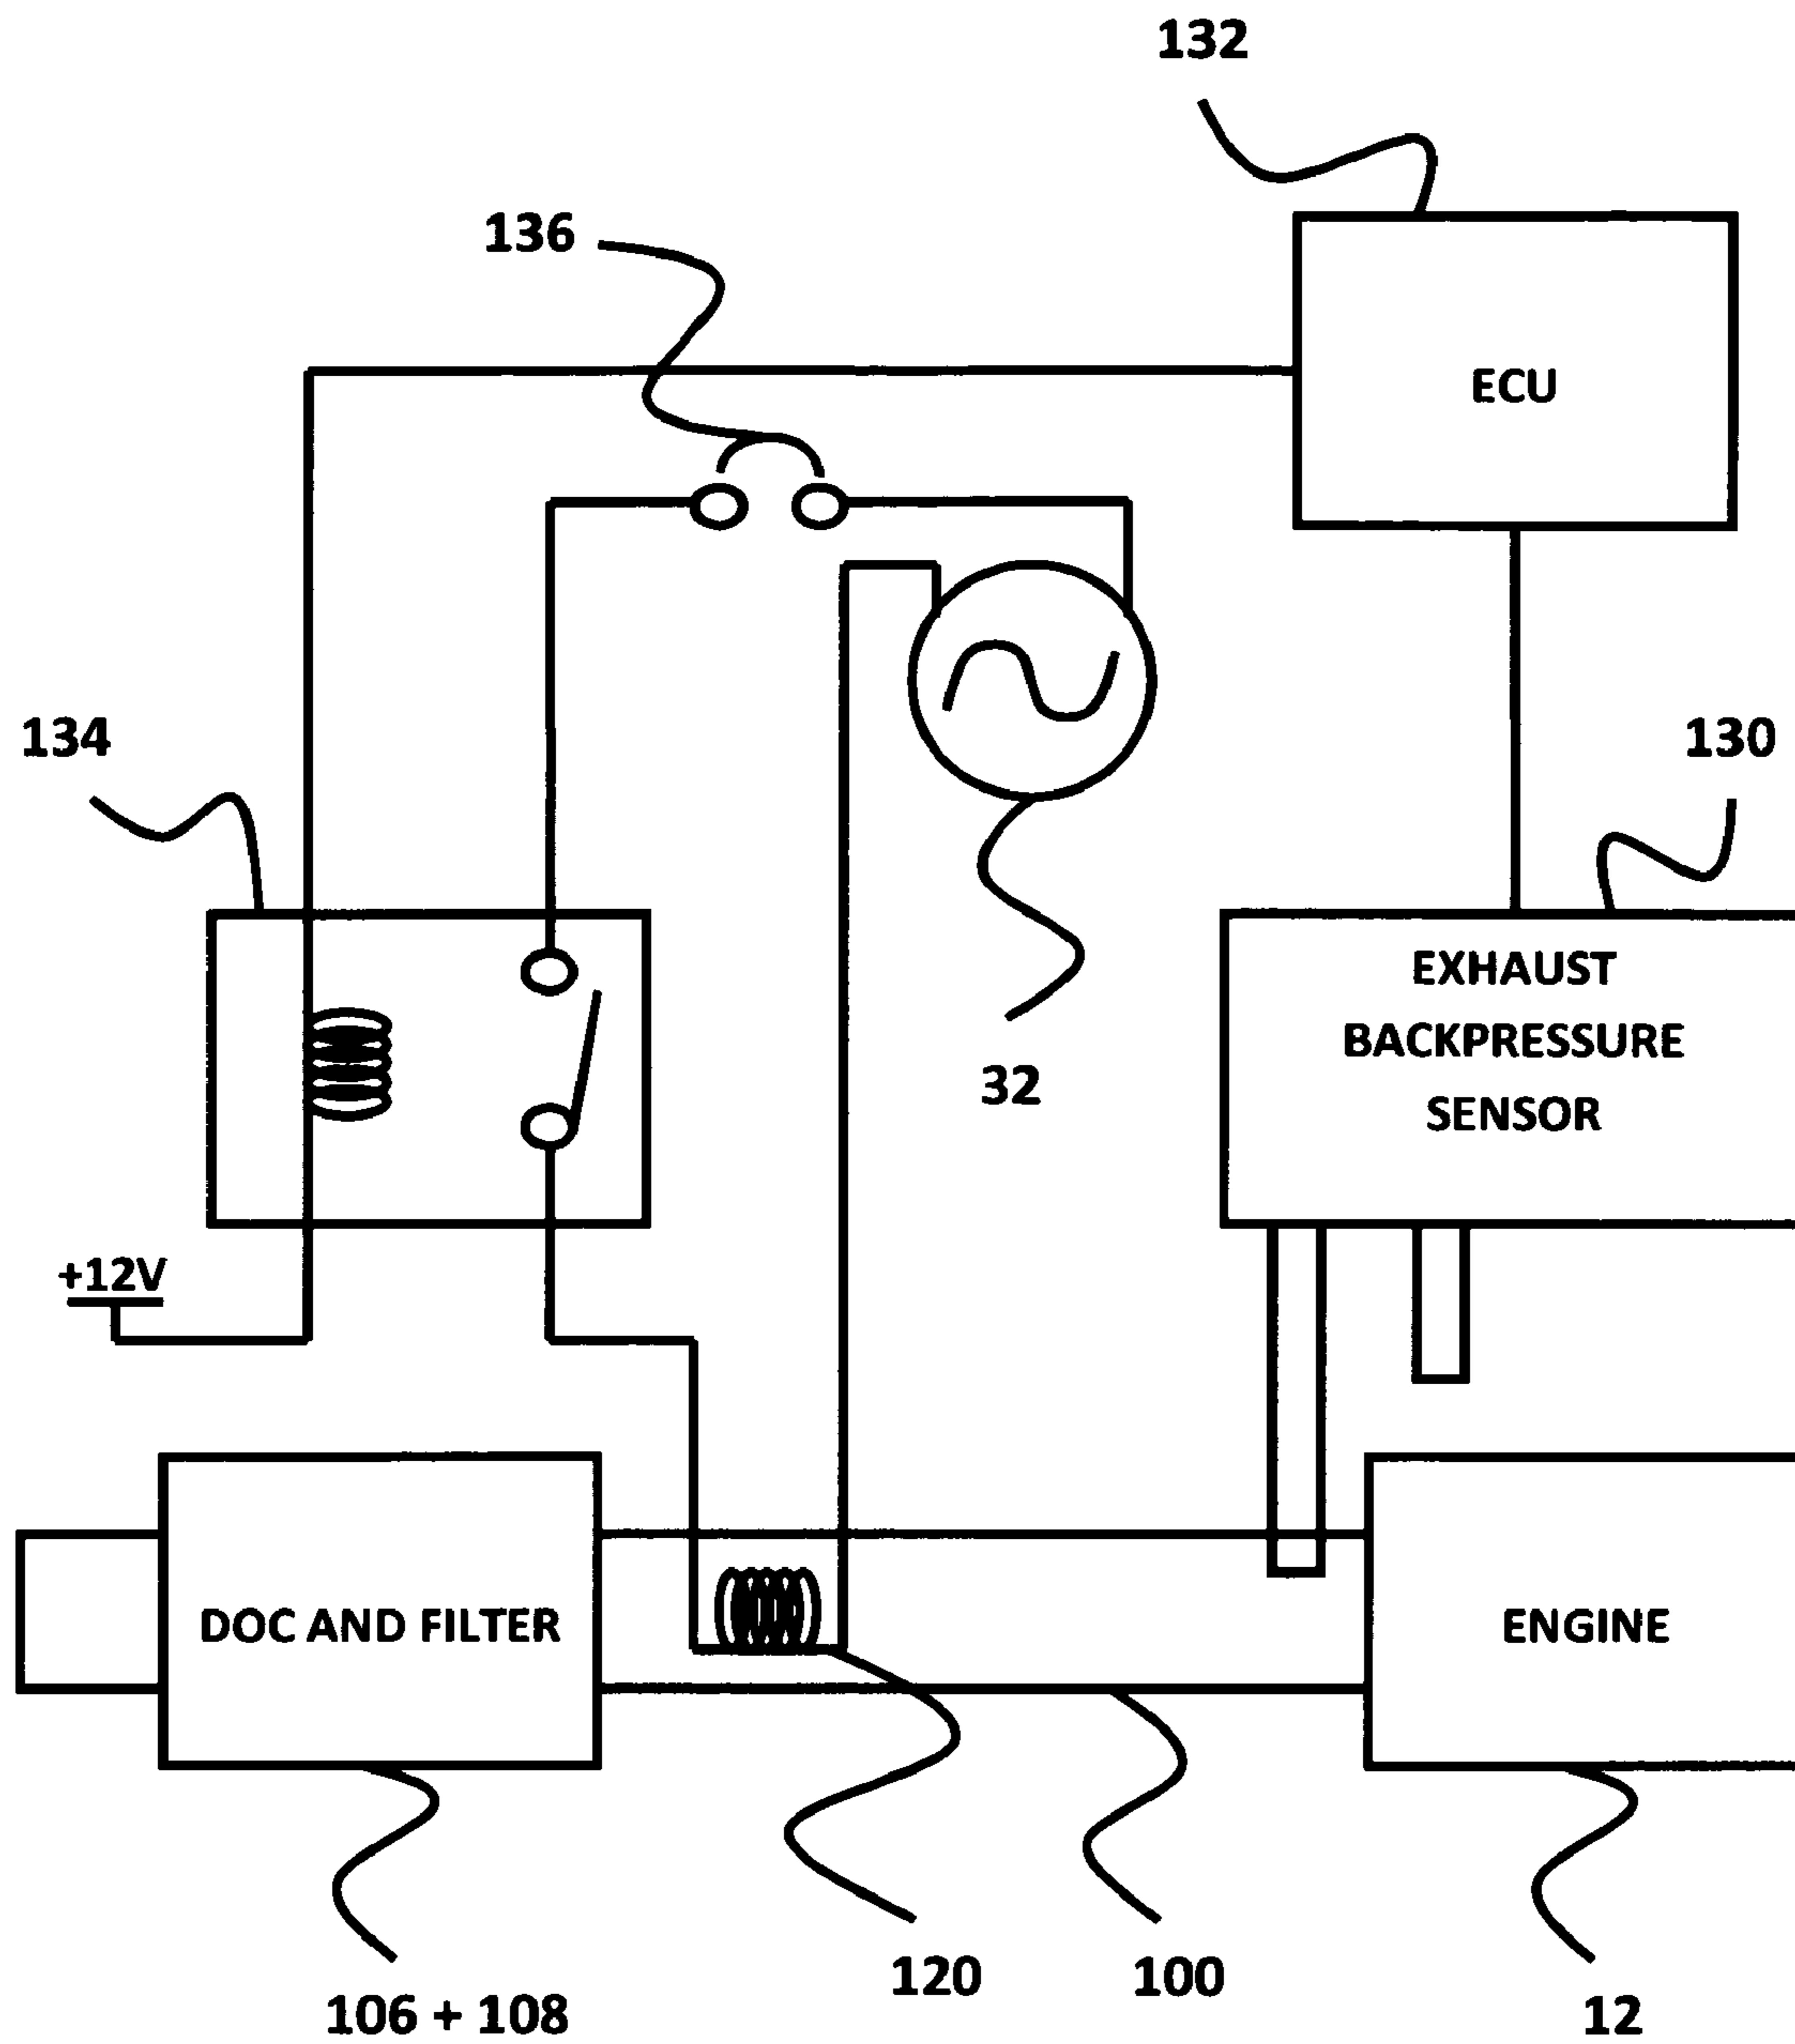 132
136
ECU
134
130
EXHAUST
BACKPRESSURE
SENSOR
32
+12V
DOC AND FILTER
ENGINE
120
100
106 + 108
12